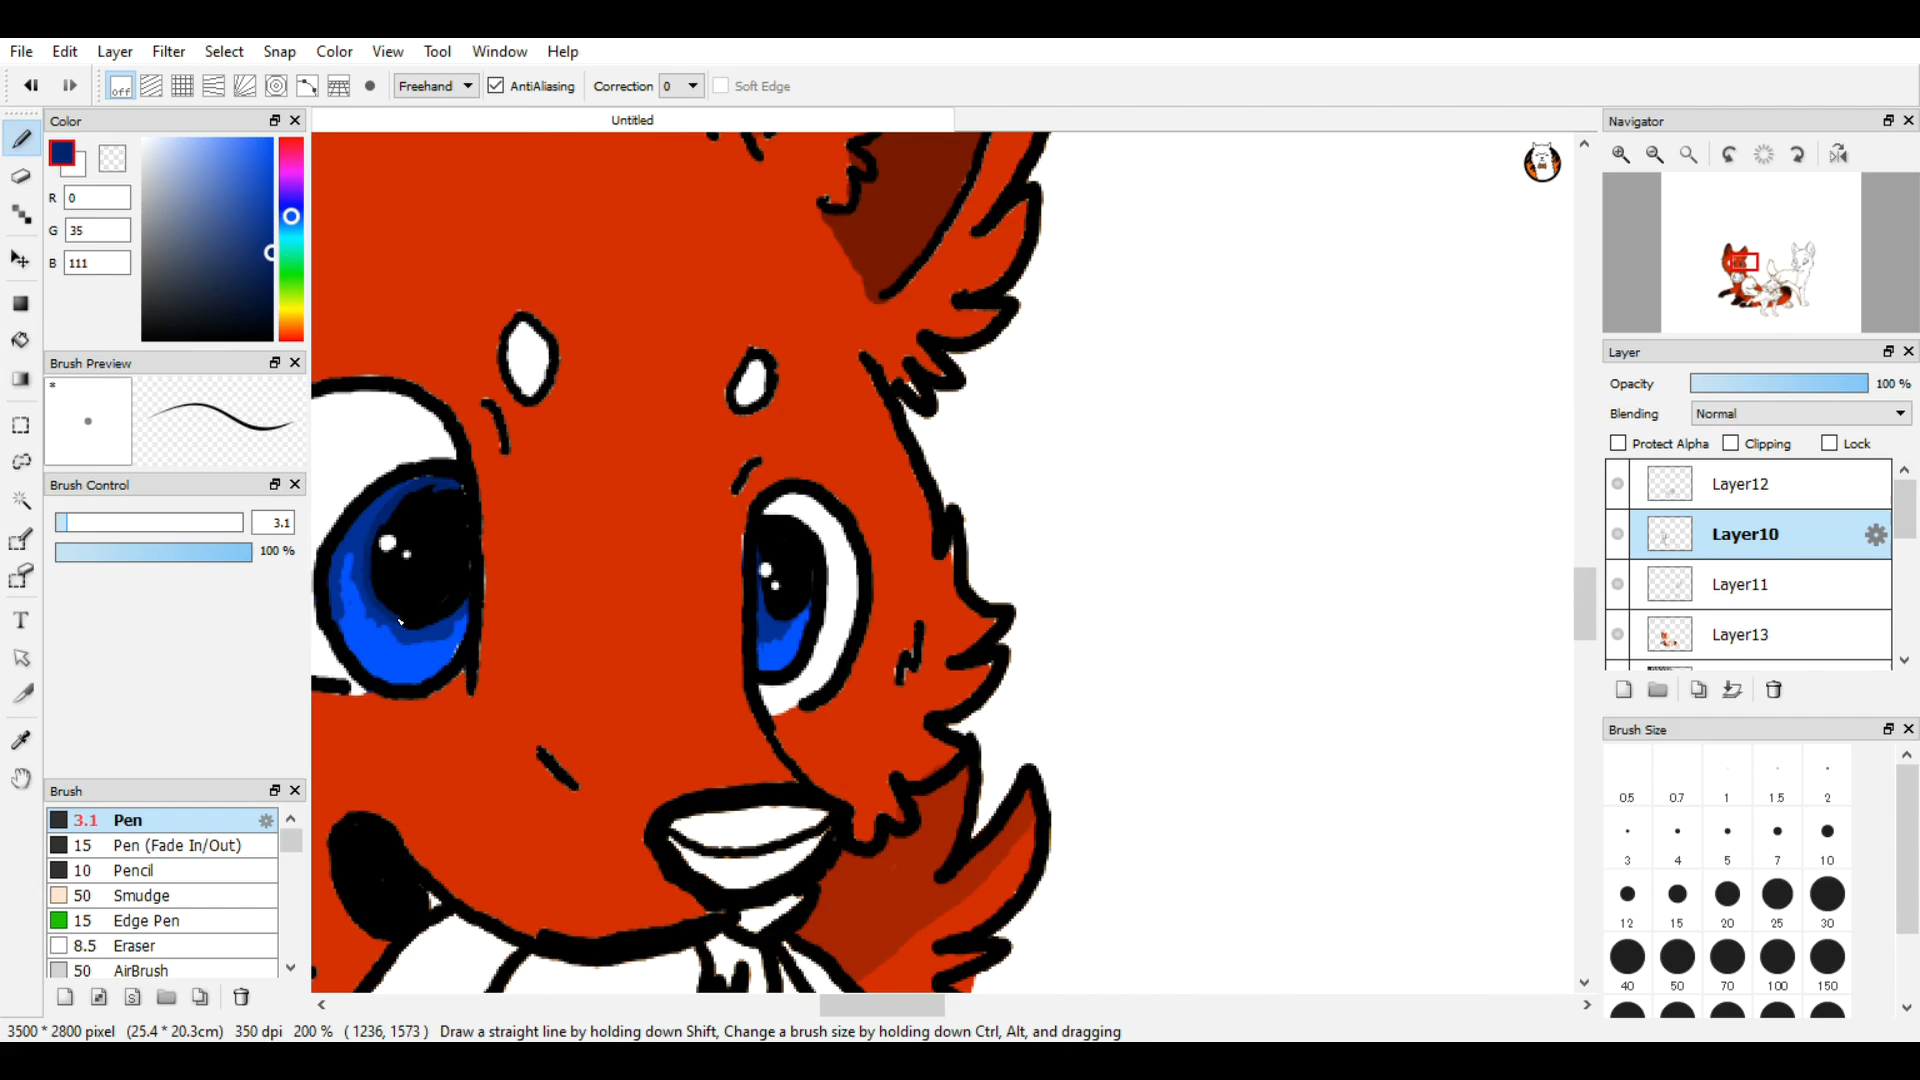 File Edit Layer Filter Select Snap Color View Tool Window Help
off Freehand AntiAliasing Correction 0 Soft Edge
Color
R 0
G 35
B 111
Brush Preview
*
Brush Control
3.1
100 %
Brush
3.1 Pen
15 Pen (Fade In/Out)
10 Pencil
50 Smudge
15 Edge Pen
8.5 Eraser
50 AirBrush
S
T
Untitled
Navigator
Layer
Opacity 100 %
Blending Normal
Protect Alpha Clipping Lock
Layer12
Layer10
Layer11
Layer13
Brush Size
0.5 0.7 1 1.5 2
3 4 5 7 10
12 15 20 25 30
40 50 70 100 150
3500 * 2800 pixel (25.4 * 20.3cm) 350 dpi 200 % ( 1236, 1573 ) Draw a straight line by holding down Shift, Change a brush size by holding down Ctrl, Alt, and dragging